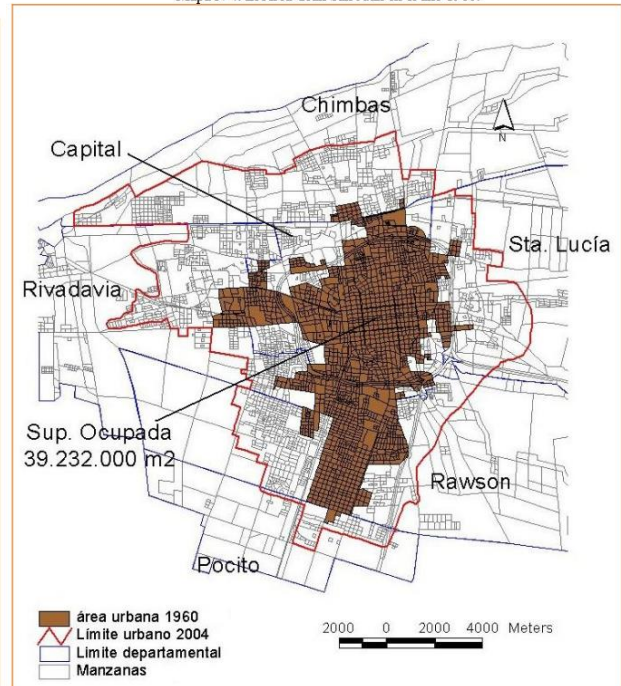 Chimbas
Capital
N
Sta. Lucía
Rivadavia
Sup. Ocupada
39.232.000 m2
Rawson
Pocito
área urbana 1960
Límite urbano 2004
Limite departamental
Manzanas
2000 0 2000 4000 Meters